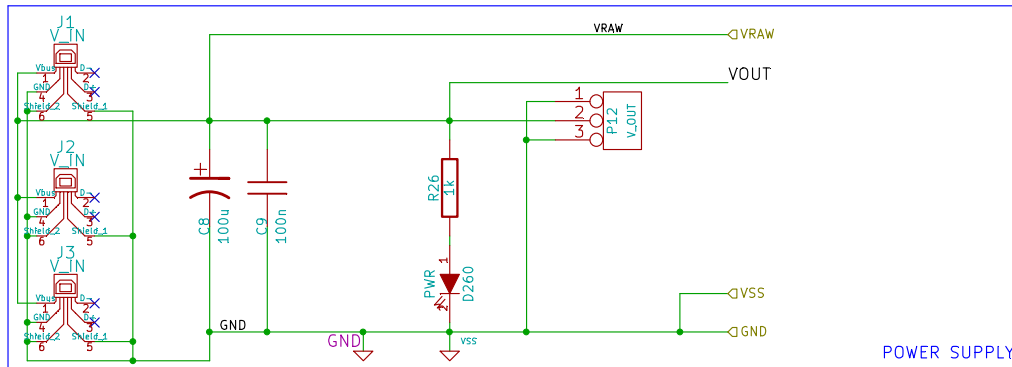 J1
V_IN
Vbus
D-
1
2
GND
D+
4
3
Shield_2
Shield_1
6
5
J2
V_IN
Vbus
D-
1
2
GND
D+
4
3
Shield_2
Shield_1
6
5
J3
V_IN
Vbus
D-
1
2
GND
D+
4
3
Shield_2
Shield_1
6
5
VRAW
VRAW
VOUT
1
2
3
P12
V_OUT
+
C8
100u
C9
100n
R26
1k
PWR
D260
1
2
GND
GND
VSS
VSS
GND
POWER SUPPLY